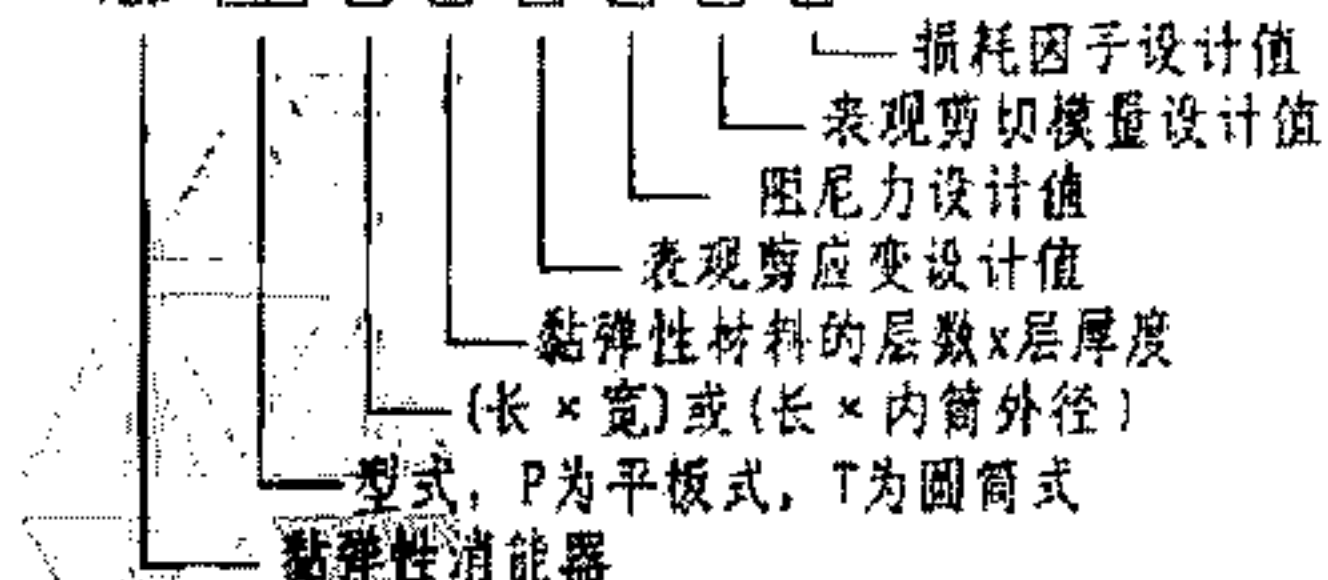 损耗因子设计值
表现剪切模量设计值
阻尼力设计值
表现剪应变设计值
黏弹性材料的层数x层厚度
(长×宽)或(长×内筒外径)
型式，P为平板式，T为圆筒式
黏弹性消能器